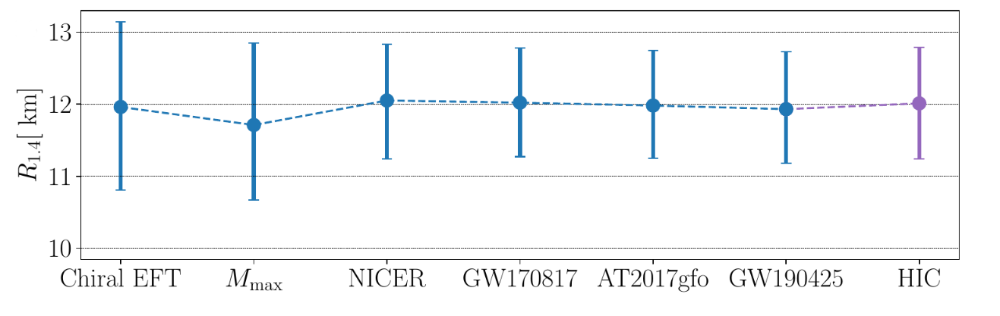 13
12
11
10
R1.4[ km]
Chiral EFT Mmax NICER GW170817 AT2017gfo GW190425 HIC